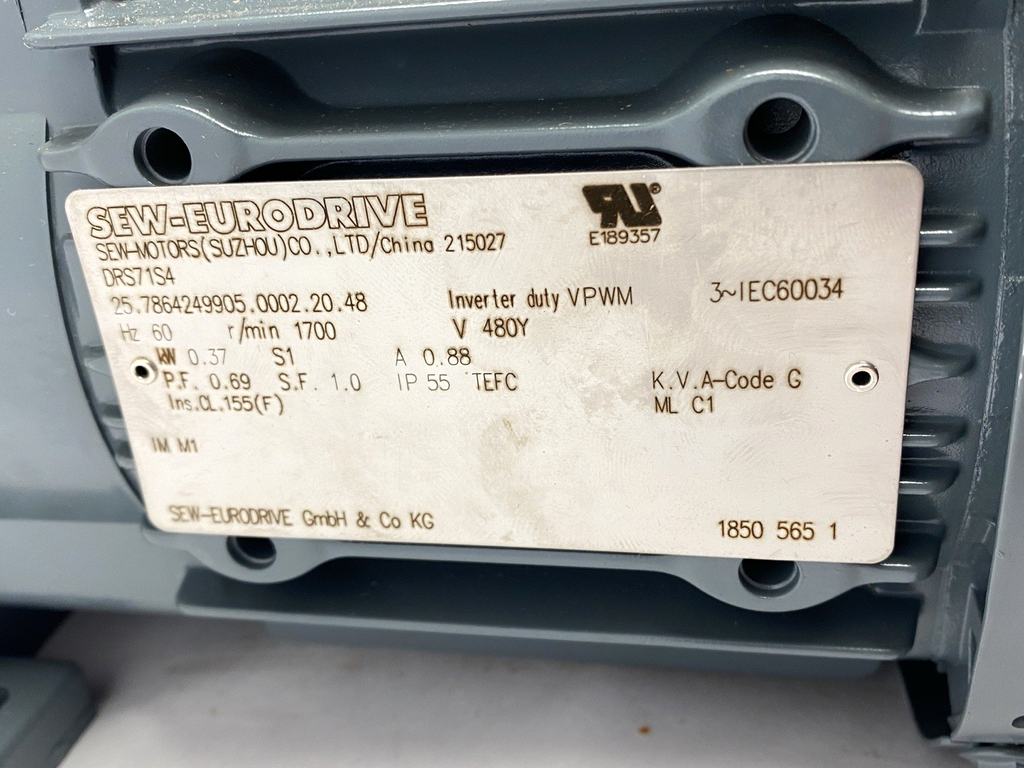 SEW-EURODRIVE
RU®
E189357
SEW-MOTORS(SUZHOU)CO.,LTD/China 215027
DRS71S4
25.7864249905.0002.20.48 Inverter duty VPWM 3~IEC60034
Hz 60 r/min 1700 V 480Y
kW 0.37 S1 A 0.88
P.F. 0.69 S.F. 1.0 IP 55 TEFC K.V.A-Code G
Ins.CL.155(F) ML C1
IM M1
SEW-EURODRIVE GmbH & Co KG 1850 565 1